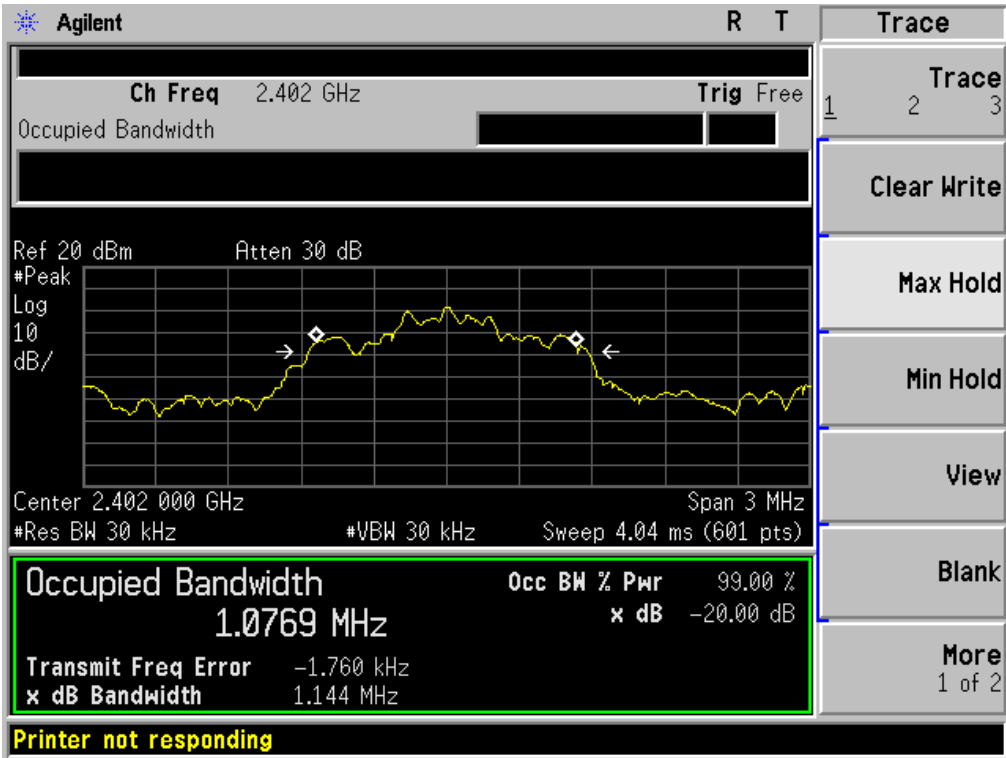 Agilent R T
Ch Freq 2.402 GHz Trig Free
Occupied Bandwidth
Ref 20 dBm Atten 30 dB
#Peak
Log
10
dB/
Center 2.402 000 GHz Span 3 MHz
#Res BW 30 kHz #VBW 30 kHz Sweep 4.04 ms (601 pts)
Occupied Bandwidth
1.0769 MHz
Occ BW % Pwr 99.00 %
x dB -20.00 dB
Transmit Freq Error -1.760 kHz
x dB Bandwidth 1.144 MHz
Printer not responding
Trace
Trace
1 2 3
Clear Write
Max Hold
Min Hold
View
Blank
More
1 of 2